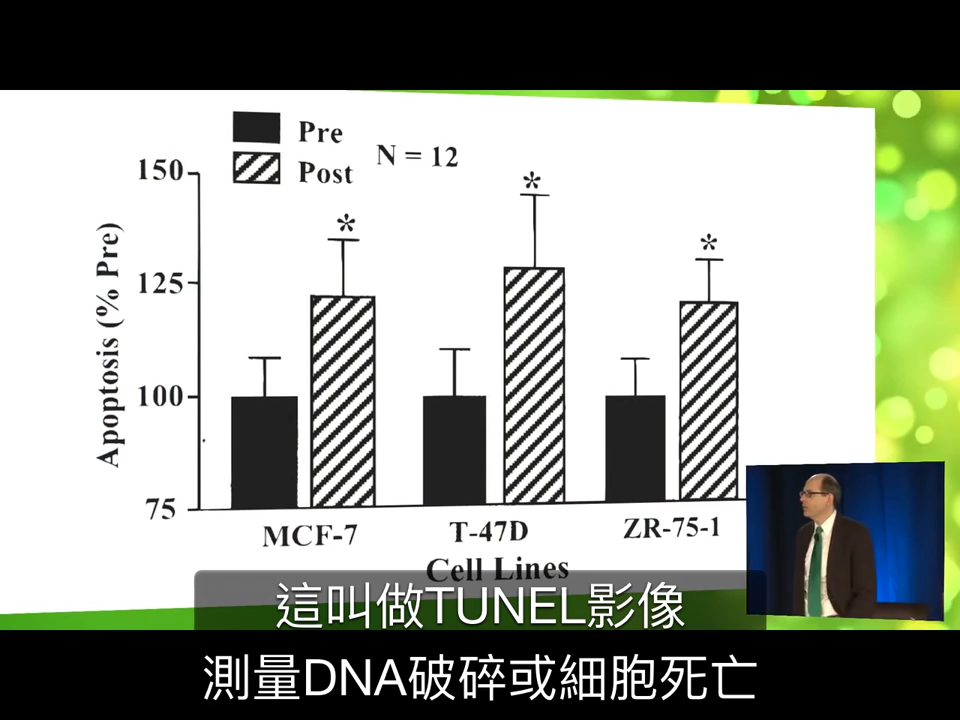 Pre
Post
N = 12
150
125
100
75
Apoptosis (% Pre)
* * *
MCF-7 T-47D ZR-75-1
Cell Lines
這叫做TUNEL影像
測量DNA破碎或細胞死亡